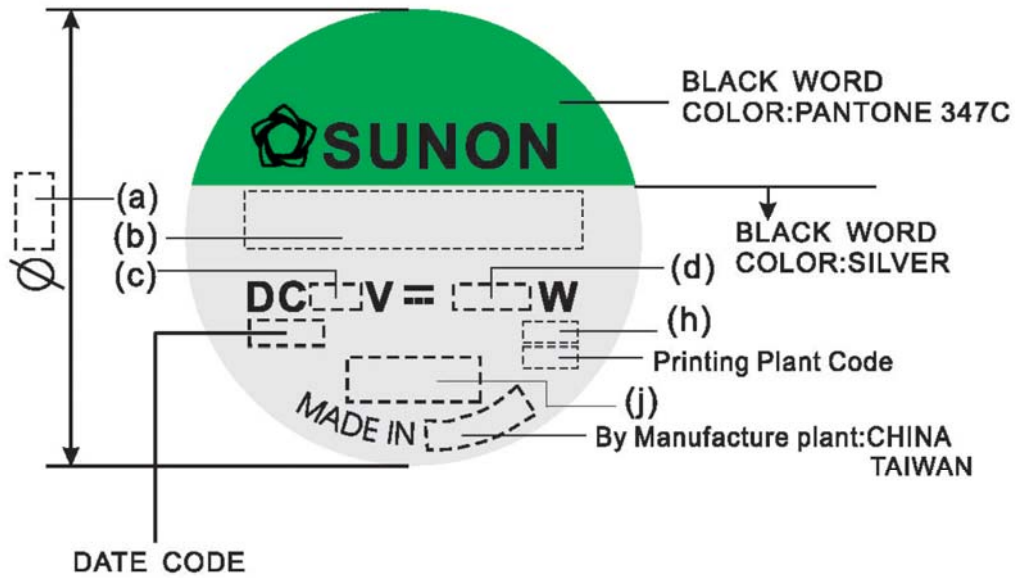 BLACK WORD
COLOR:PANTONE 347C
SUNON
(a)
(b)
BLACK WORD
COLOR:SILVER
Ø
(c)
(d)
DC V W
(h)
Printing Plant Code
(j)
MADE IN
By Manufacture plant:CHINA
TAIWAN
DATE CODE